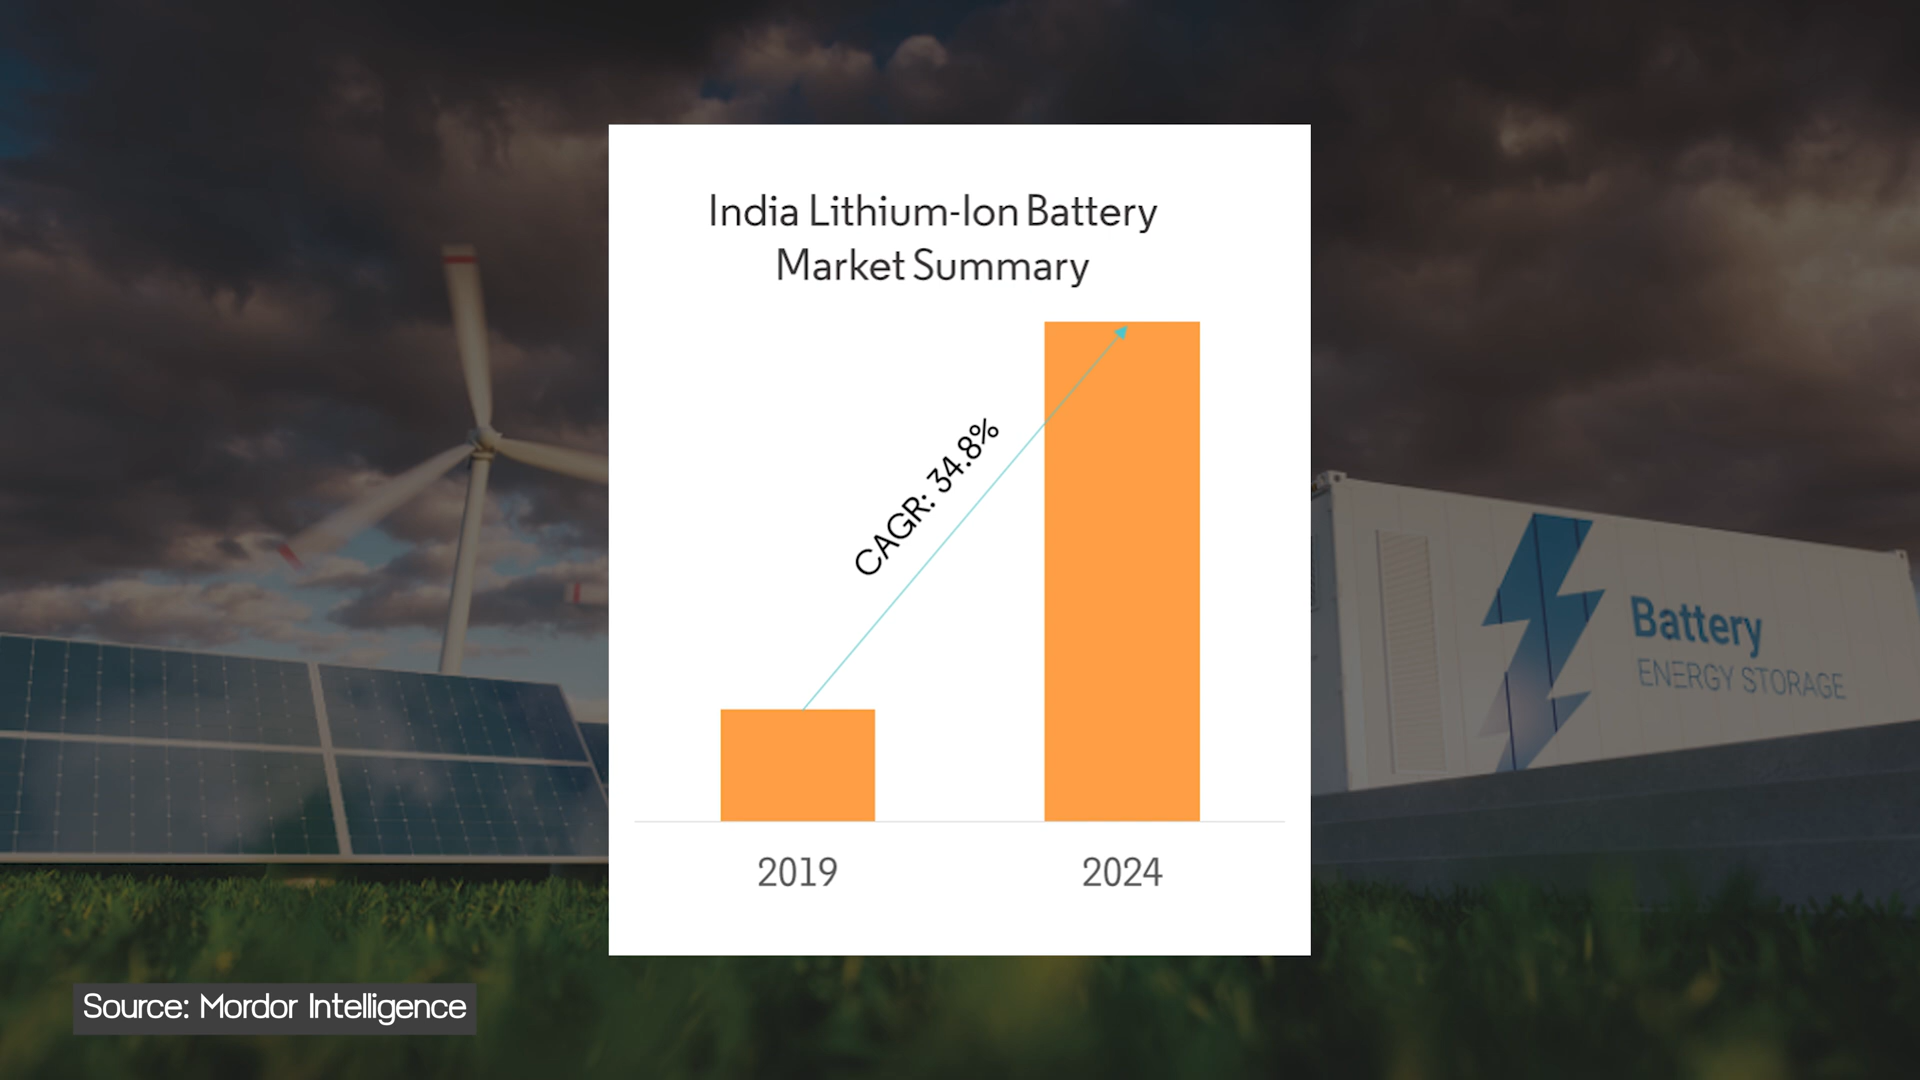 India Lithium-Ion Battery
Market Summary
CAGR: 34.8%
2019
2024
Battery
ENERGY STORAGE
Source: Mordor Intelligence